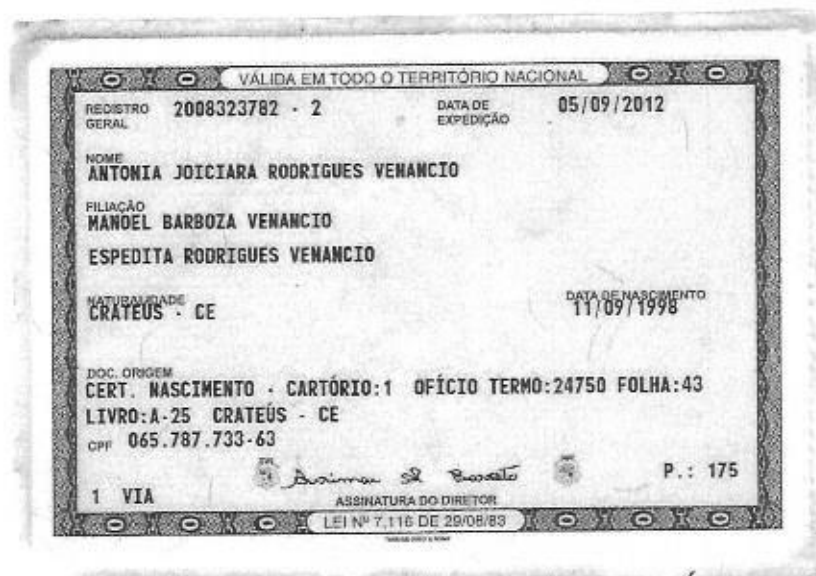 VÁLIDA EM TODO O TERRITÓRIO NACIONAL
REGISTRO GERAL 2008323782 - 2 DATA DE EXPEDIÇÃO 05/09/2012
NOME
ANTONIA JOICIARA RODRIGUES VENANCIO
FILIAÇÃO
MANOEL BARBOZA VENANCIO
ESPEDITA RODRIGUES VENANCIO
NATURALIDADE DATA DE NASCIMENTO
CRATEÚS - CE 11/09/1998
DOC. ORIGEM
CERT. NASCIMENTO - CARTÓRIO:1 OFÍCIO TERMO:24750 FOLHA:43
LIVRO:A-25 CRATEÚS - CE
CPF 065.787.733-63
P.: 175
1 VIA ASSINATURA DO DIRETOR
LEI Nº 7.116 DE 29/08/83